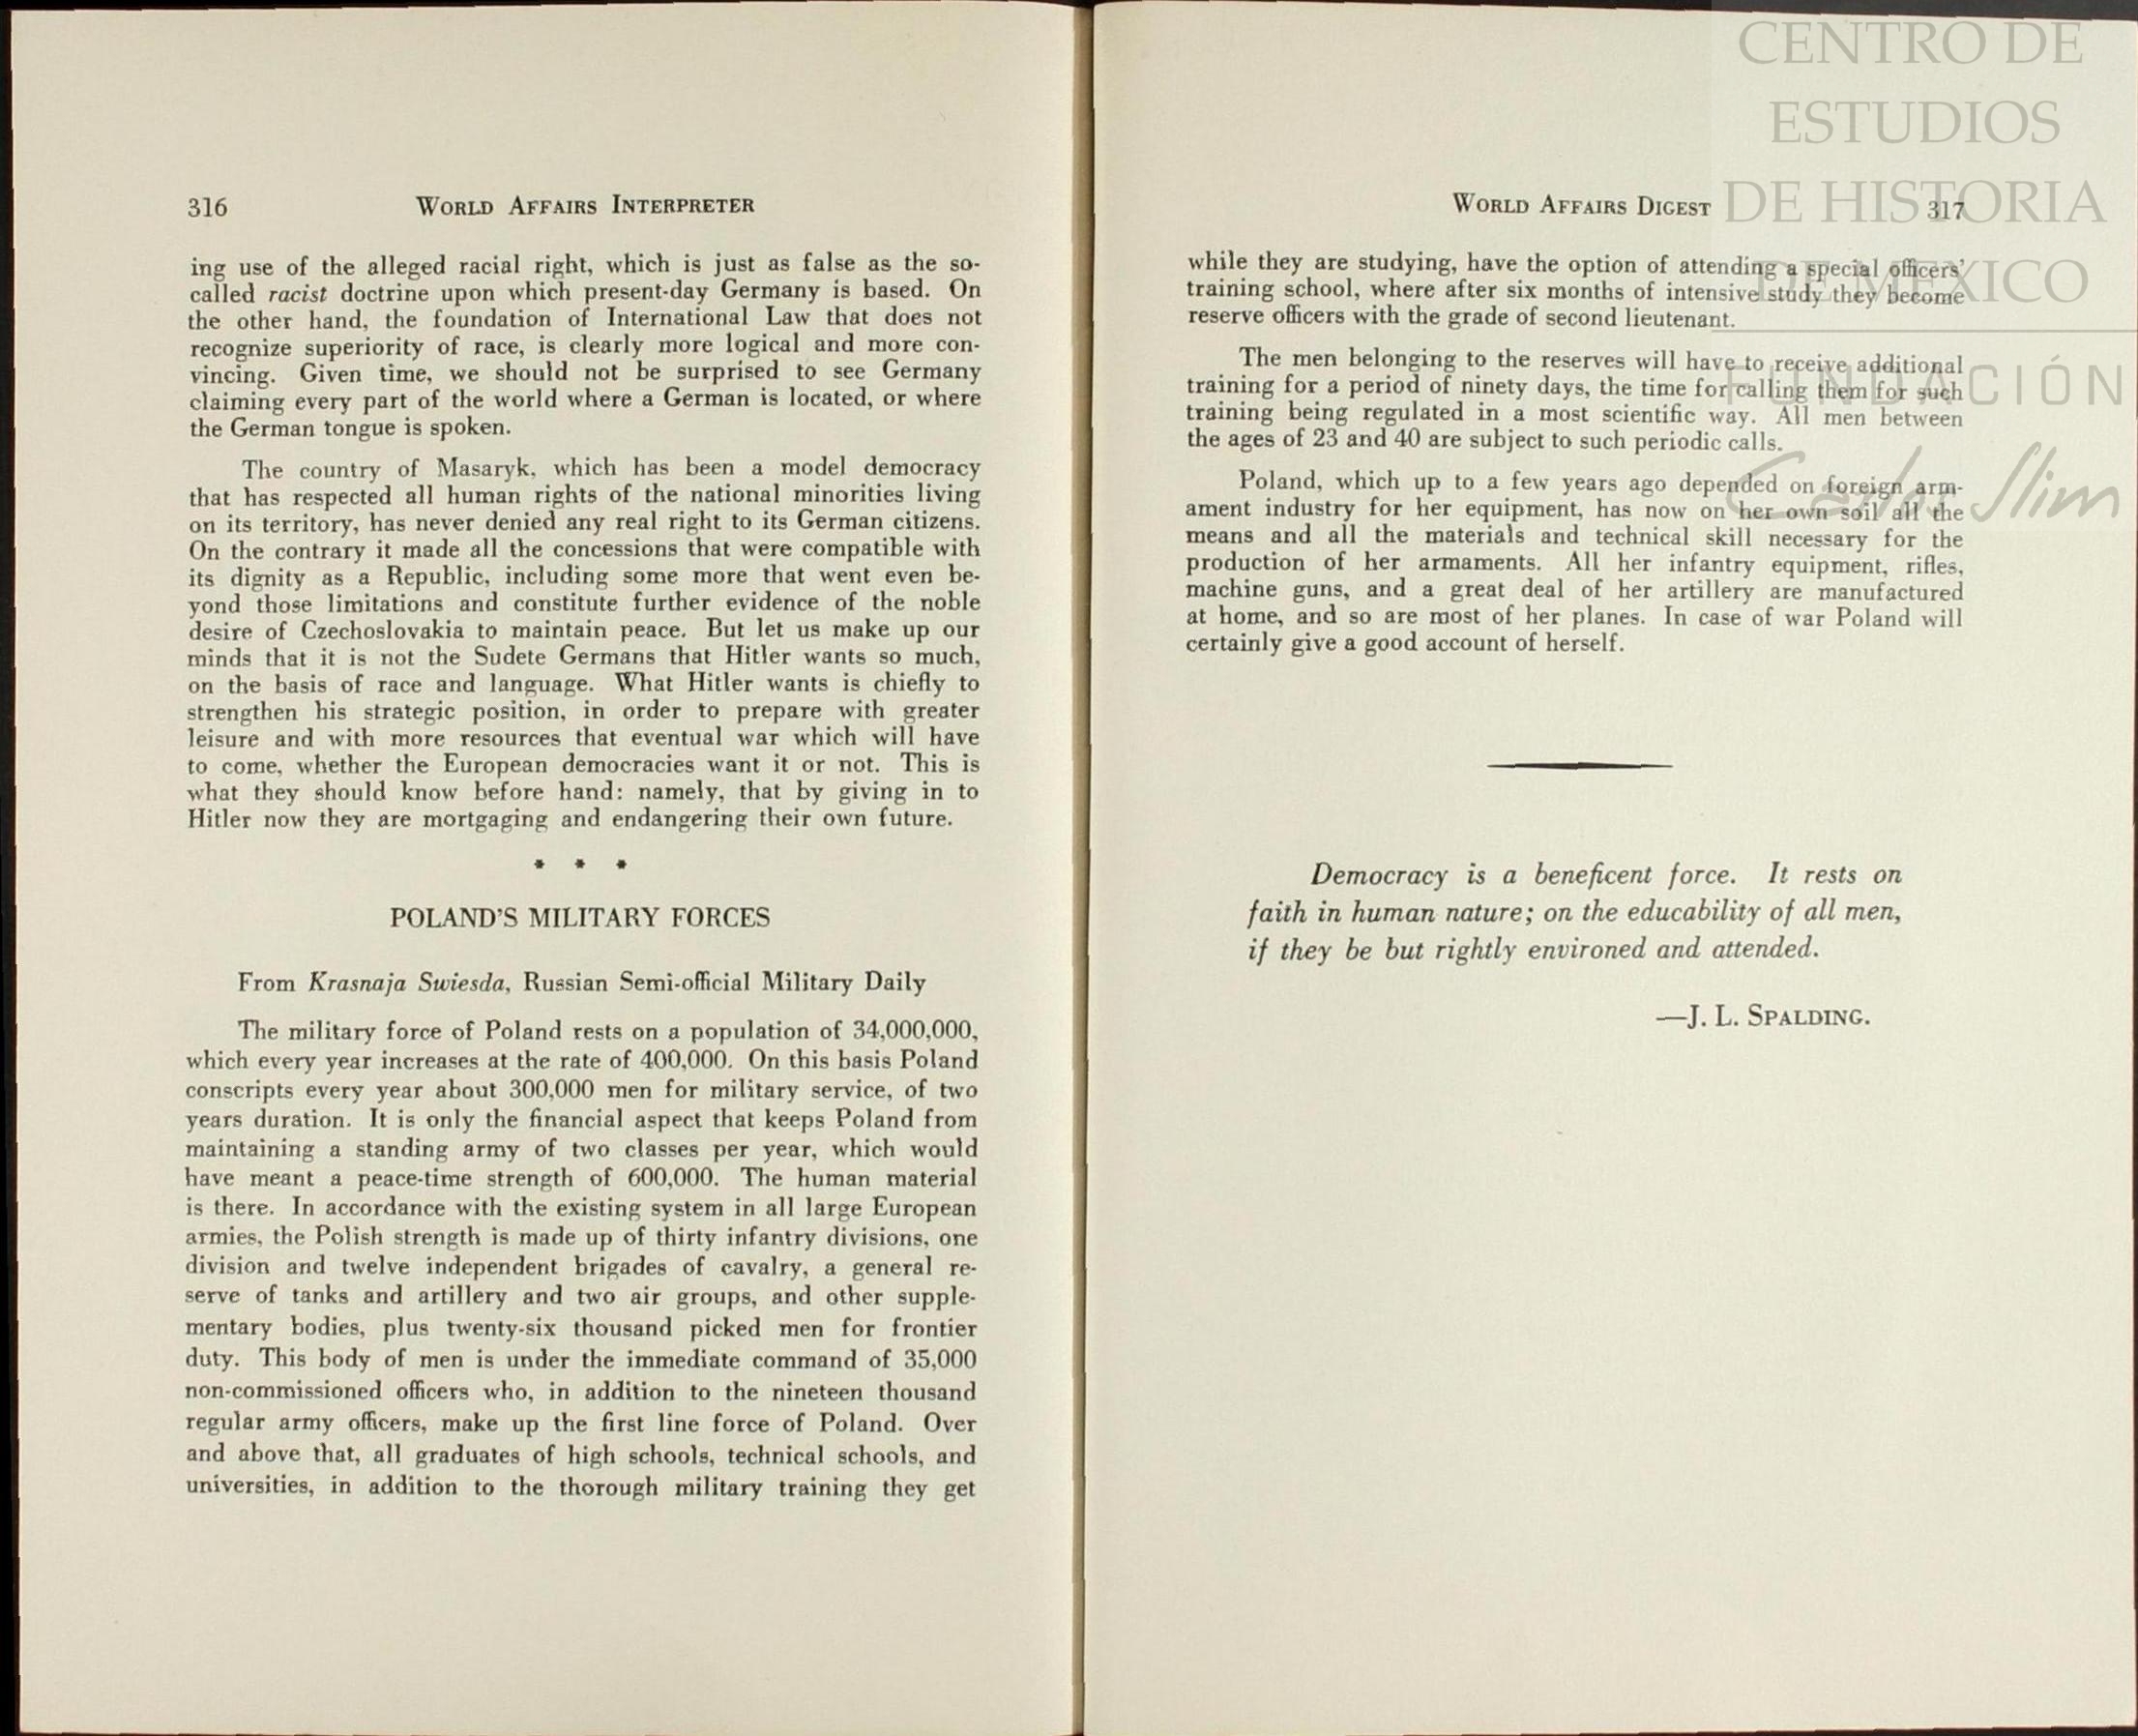 316 WORLD AFFAIRS INTERPRETER
ing use of the alleged racial right, which is just as false as the so-
called racist doctrine upon which present-day Germany is based. On
the other hand, the foundation of International Law that does not
recognize superiority of race, is clearly more logical and more con-
vincing. Given time, we should not be surprised to see Germany
claiming every part of the world where a German is located, or where
the German tongue is spoken.
The country of Masaryk, which has been a model democracy
that has respected all human rights of the national minorities living
on its territory, has never denied any real right to its German citizens.
On the contrary it made all the concessions that were compatible with
its dignity as a Republic, including some more that went even be-
yond those limitations and constitute further evidence of the noble
desire of Czechoslovakia to maintain peace. But let us make up our
minds that it is not the Sudete Germans that Hitler wants so much,
on the basis of race and language. What Hitler wants is chiefly to
strengthen his strategic position, in order to prepare with greater
leisure and with more resources that eventual war which will have
to come, whether the European democracies want it or not. This is
what they should know before hand: namely, that by giving in to
Hitler now they are mortgaging and endangering their own future.
* * *
POLAND'S MILITARY FORCES
From Krasnaja Swiesda, Russian Semi-official Military Daily
The military force of Poland rests on a population of 34,000,000,
which every year increases at the rate of 400,000. On this basis Poland
conscripts every year about 300,000 men for military service, of two
years duration. It is only the financial aspect that keeps Poland from
maintaining a standing army of two classes per year, which would
have meant a peace-time strength of 600,000. The human material
is there. In accordance with the existing system in all large European
armies, the Polish strength is made up of thirty infantry divisions, one
division and twelve independent brigades of cavalry, a general re-
serve of tanks and artillery and two air groups, and other supple-
mentary bodies, plus twenty-six thousand picked men for frontier
duty. This body of men is under the immediate command of 35,000
non-commissioned officers who, in addition to the nineteen thousand
regular army officers, make up the first line force of Poland. Over
and above that, all graduates of high schools, technical schools, and
universities, in addition to the thorough military training they get
WORLD AFFAIRS DIGEST 317
while they are studying, have the option of attending a special officers'
training school, where after six months of intensive study they become
reserve officers with the grade of second lieutenant.
The men belonging to the reserves will have to receive additional
training for a period of ninety days, the time for calling them for such
training being regulated in a most scientific way. All men between
the ages of 23 and 40 are subject to such periodic calls.
Poland, which up to a few years ago depended on foreign arm-
ament industry for her equipment, has now on her own soil all the
means and all the materials and technical skill necessary for the
production of her armaments. All her infantry equipment, rifles,
machine guns, and a great deal of her artillery are manufactured
at home, and so are most of her planes. In case of war Poland will
certainly give a good account of herself.
Democracy is a beneficent force. It rests on
faith in human nature; on the educability of all men,
if they be but rightly environed and attended.
—J. L. SPALDING.
CENTRO DE
ESTUDIOS
DE HISTORIA
DE MEXICO
FUNDACIÓN
Carlos Slim